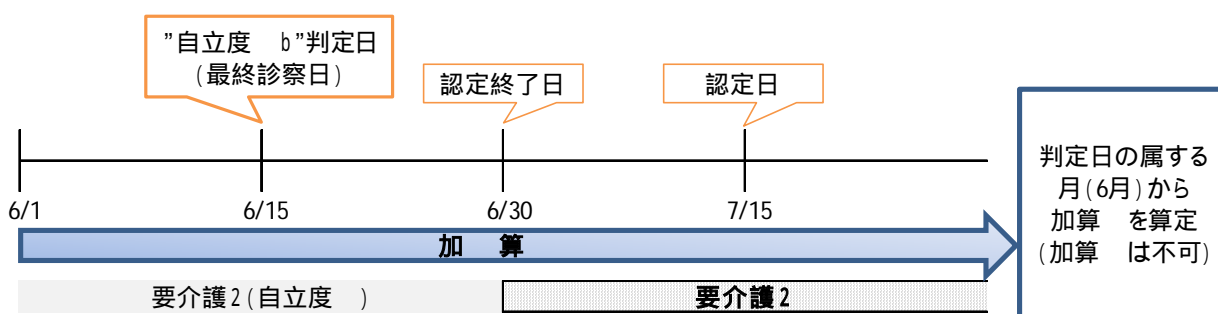 ”自立度　b”判定日
(最終診察日)
認定終了日
認定日
6/1
6/15
6/30
7/15
加　算
要介護2(自立度　)
要介護2
判定日の属する
月(6月)から
加算　を算定
(加算　は不可)